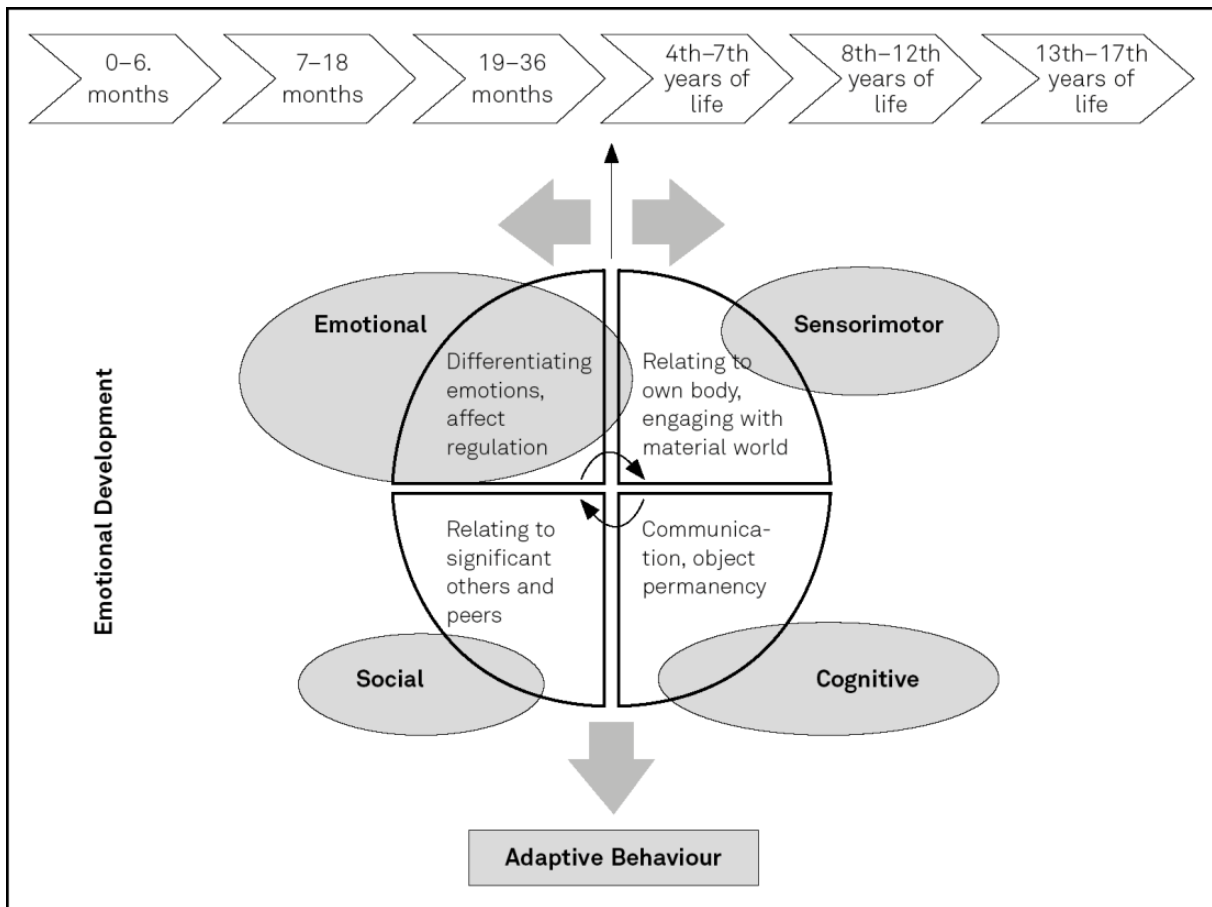 0–6.
months
7–18
months
19–36
months
4th–7th
years of
life
8th–12th
years of
life
13th–17th
years of
life
Emotional
Sensorimotor
Differentiating
emotions,
affect
regulation
Relating to
own body,
engaging with
material world
Emotional Development
Relating to
significant
others and
peers
Communica-
tion, object
permanency
Social
Cognitive
Adaptive Behaviour